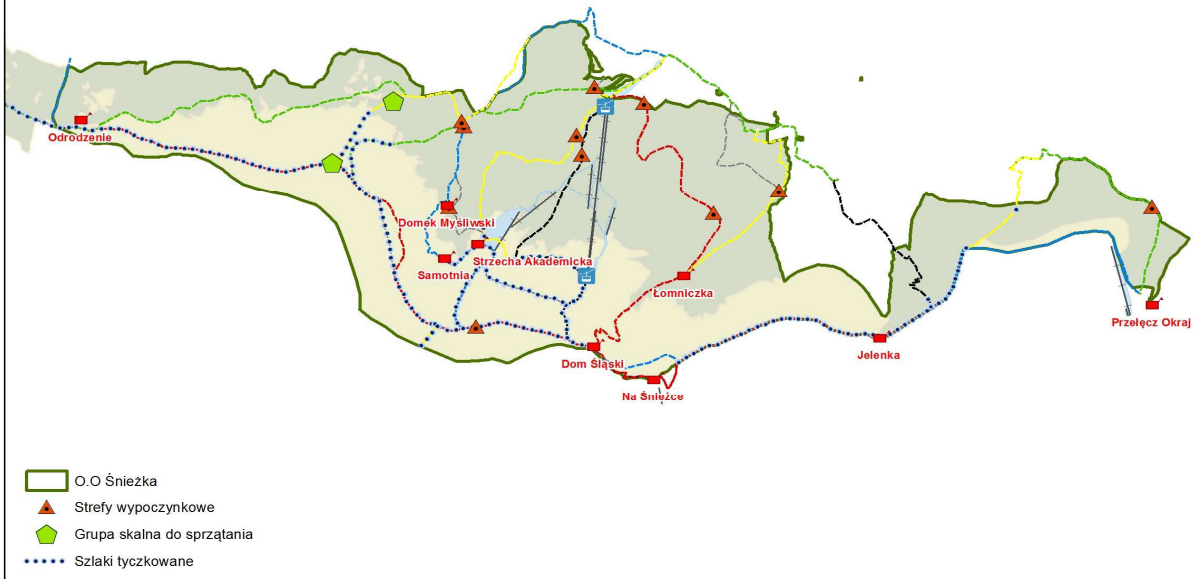 Odrodzenie
Domek Myśliwski
Strzecha Akademicka
Samotnia
Łomniczka
Przełęcz Okraj
Jelenka
Dom Śląski
Na Śnieżce
O.O Śnieżka
Strefy wypoczynkowe
Grupa skalna do sprzątania
Szlaki tyczkowane